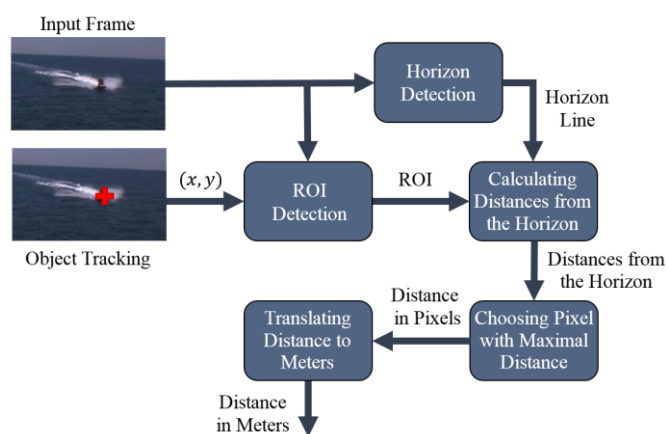 Input Frame
Horizon
Detection
Horizon
Line
(x, y)
ROI
Detection
ROI
Calculating
Distances from
the Horizon
Object Tracking
Distances from
the Horizon
Translating
Distance to
Meters
Distance
in Pixels
Choosing Pixel
with Maximal
Distance
Distance
in Meters